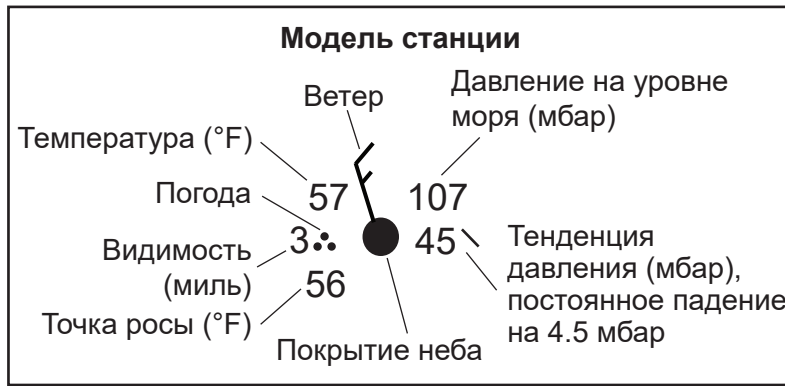 Модель станции
Ветер
Давление на уровне
моря (мбар)
Температура (°F)
57
107
Погода
3
45
Видимость
(миль)
56
Тенденция
давления (мбар),
постоянное падение
на 4.5 мбар
Точка росы (°F)
Покрытие неба